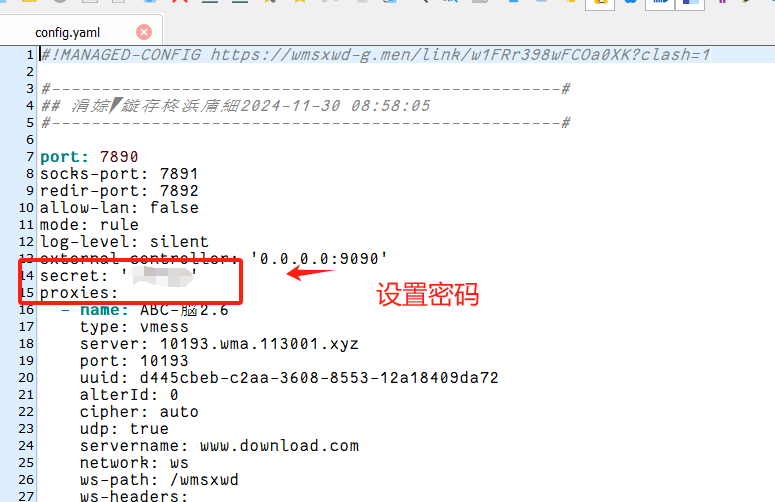 config.yaml
1 #!MANAGED-CONFIG https://wmsxwd-g.men/link/w1FRr398wFCOa0XK?clash=1
2
3 #---------------------------------------------------#
4 ## 涓婃▼鏇存柊浜庯細2024-11-30 08:58:05
5 #---------------------------------------------------#
6
7 port: 7890
8 socks-port: 7891
9 redir-port: 7892
10 allow-lan: false
11 mode: rule
12 log-level: silent
13 external-controller: '0.0.0.0:9090'
14 secret: ' '
15 proxies:
设置密码
16 - name: ABC-脑2.6
17 type: vmess
18 server: 10193.wma.113001.xyz
19 port: 10193
20 uuid: d445cbeb-c2aa-3608-8553-12a18409da72
21 alterId: 0
22 cipher: auto
23 udp: true
24 servername: www.download.com
25 network: ws
26 ws-path: /wmsxwd
27 ws-headers: